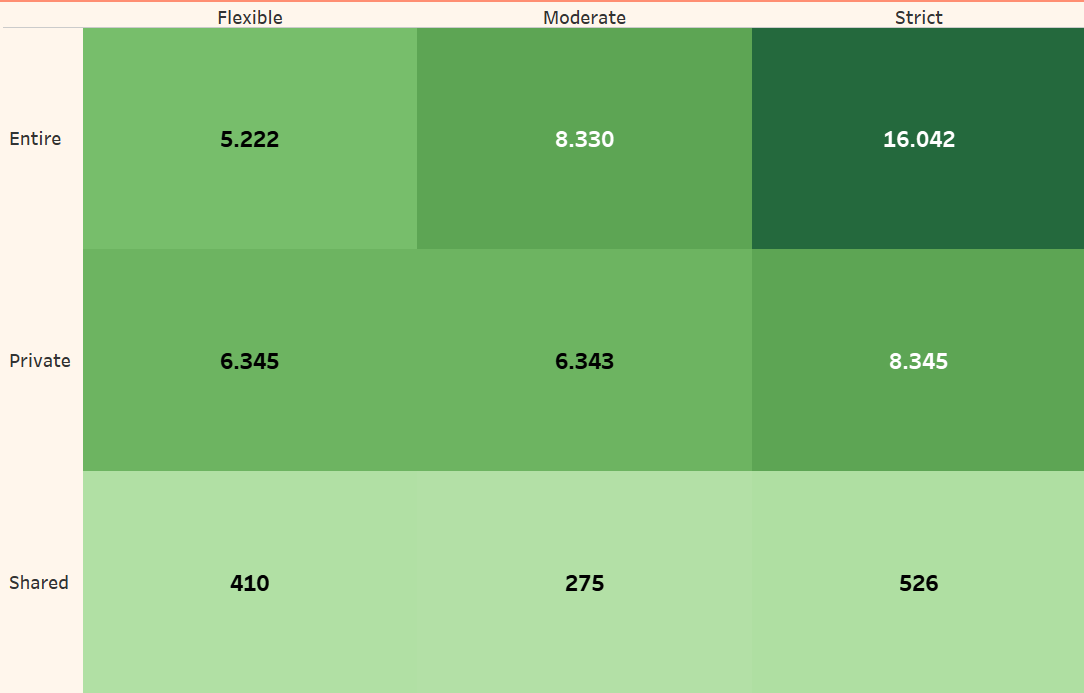 Flexible Moderate Strict
Entire 5.222 8.330 16.042
Private 6.345 6.343 8.345
Shared 410 275 526